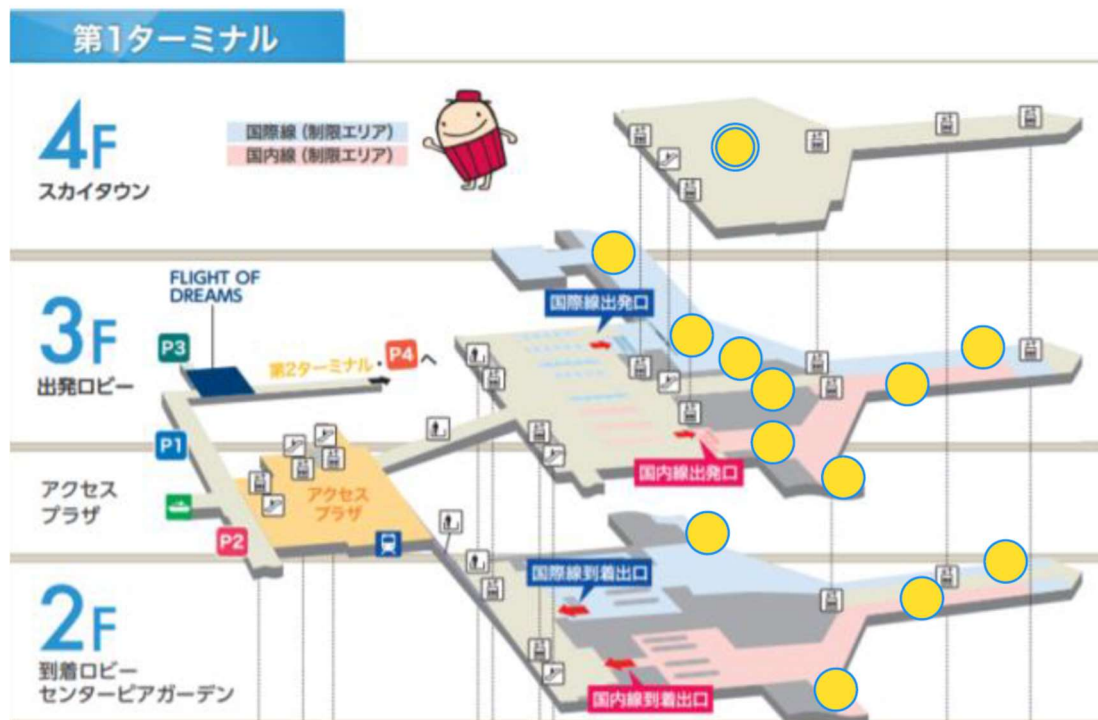 第1ターミナル
4F
スカイタウン
国際線（制限エリア）
国内線（制限エリア）
3F
出発ロビー
FLIGHT OF
DREAMS
P3
第2ターミナル・P4へ
国際線出発口
P1
国内線出発口
アクセス
プラザ
アクセス
プラザ
P2
2F
到着ロビー
センターピアガーデン
国際線到着出口
国内線到着出口